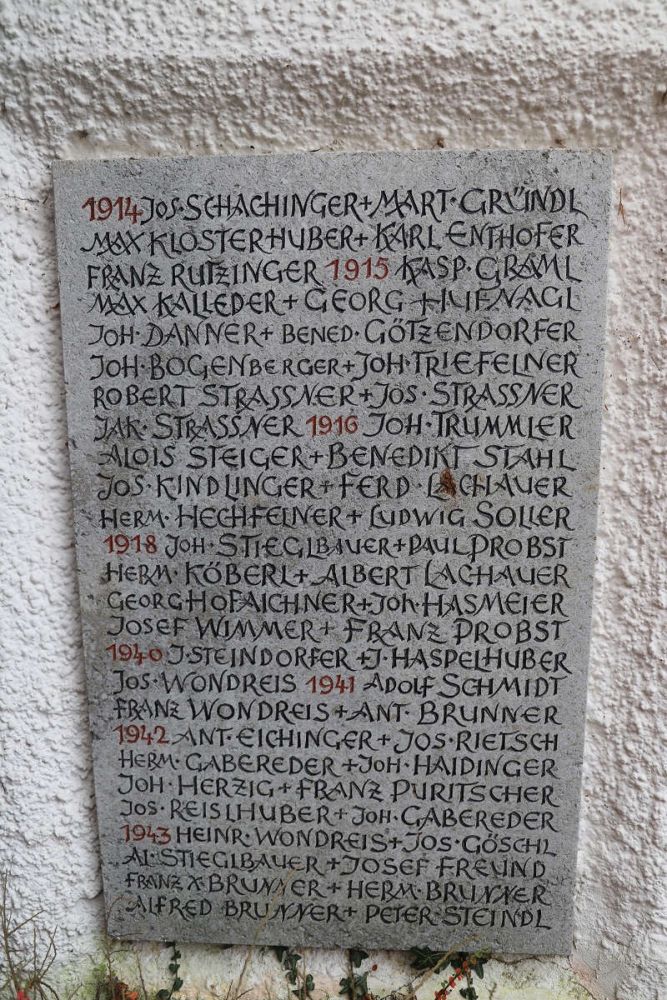 1914 JOS·SCHACHINGER+MART·GRÜNDL
MAX KLOSTERHUBER+KARL ENTHOFER
FRANZ RUTZINGER 1915 KASP·GRAML
MAX KALLEDER+GEORG HUFNAGL
JOH·DANNER+BENED·GÖTZENDORFER
JOH·BOGENBERGER+JOH·TRIEFELNER
ROBERT STRASSNER+JOS·STRASSNER
JAK·STRASSNER 1916 JOH·TRUMMLER
ALOIS STEIGER+BENEDIKT STAHL
JOS·KINDLINGER+FERD·LACHAUER
HERM·HECHFELNER+LUDWIG SOLLER
1918 JOH·STIEGLBAUER+PAUL PROBST
HERM·KÖBERL+ALBERT LACHAUER
GEORG HOFAICHNER+JOH·HASMEIER
JOSEF WIMMER+FRANZ PROBST
1940 J·STEINDORFER+J·HASPELHUBER
JOS·WONDREIS 1941 ADOLF SCHMIDT
FRANZ WONDREIS+ANT·BRUNNER
1942 ANT·EICHINGER+JOS·RIETSCH
HERM·GABEREDER+JOH·HAIDINGER
JOH·HERZIG+FRANZ PURITSCHER
JOS·REISLHUBER+JOH·GABEREDER
1943 HEINR·WONDREIS+JOS·GÖSCHL
AL·STIEGLBAUER+JOSEF FREUND
FRANZ X·BRUNNER+HERM·BRUNNER
ALFRED BRUNNER+PETER·STEINDL